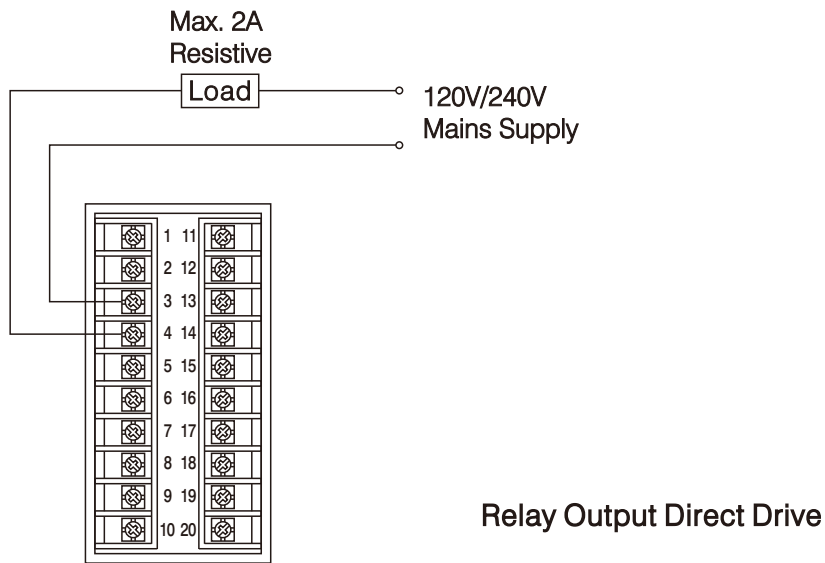 Max. 2A
Resistive
Load
120V/240V
Mains Supply
1 11
2 12
3 13
4 14
5 15
6 16
7 17
8 18
9 19
10 20
Relay Output Direct Drive